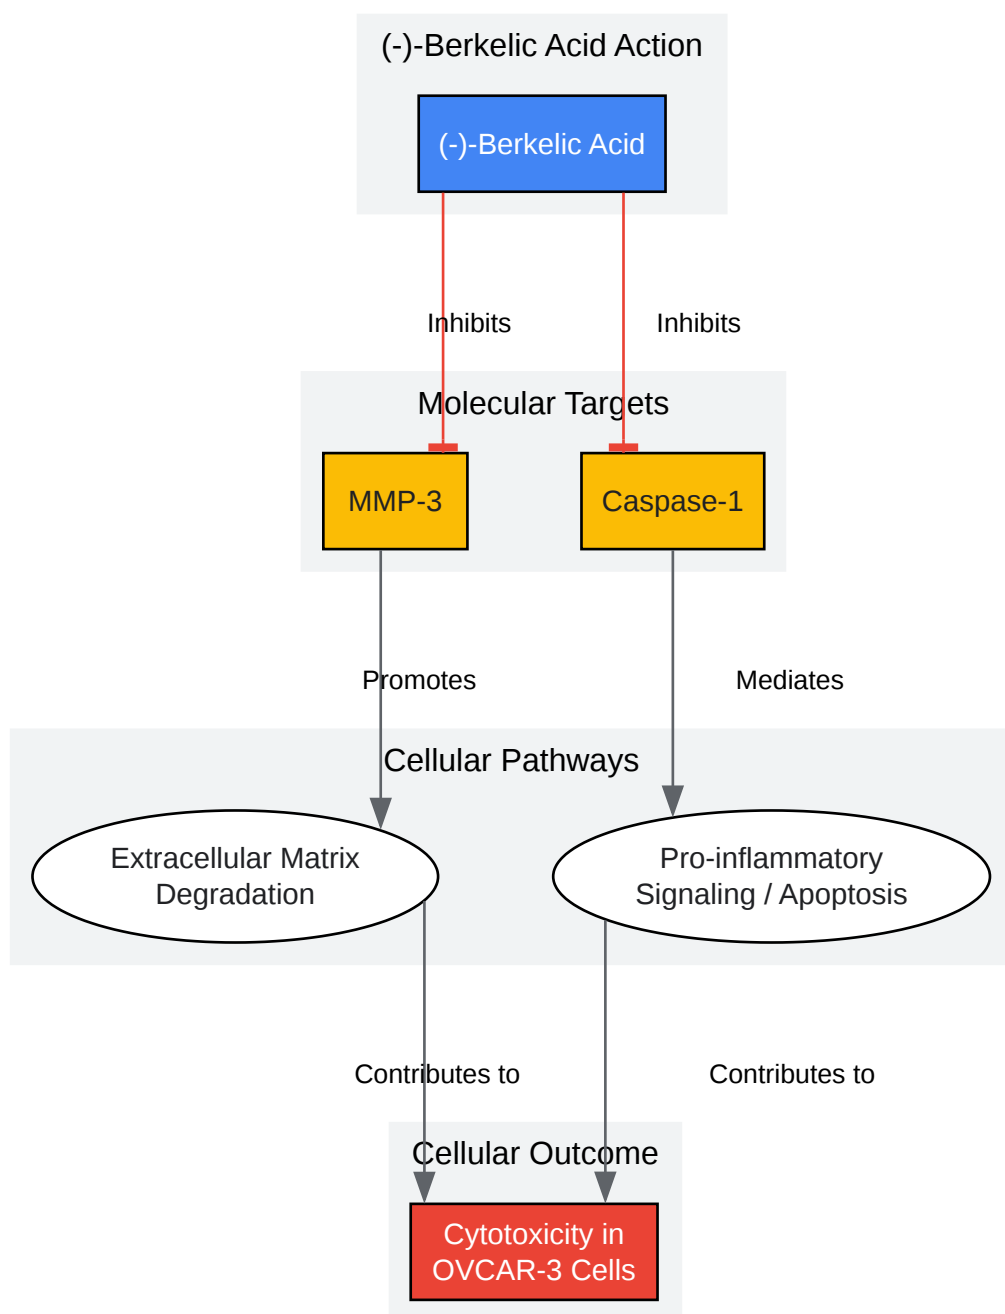 (-)-Berkelic Acid Action
(-)-Berkelic Acid
Inhibits
Inhibits
Molecular Targets
MMP-3
Caspase-1
Promotes
Mediates
Cellular Pathways
Extracellular Matrix
Degradation
Pro-inflammatory
Signaling / Apoptosis
Contributes to
Contributes to
Cellular Outcome
Cytotoxicity in
OVCAR-3 Cells